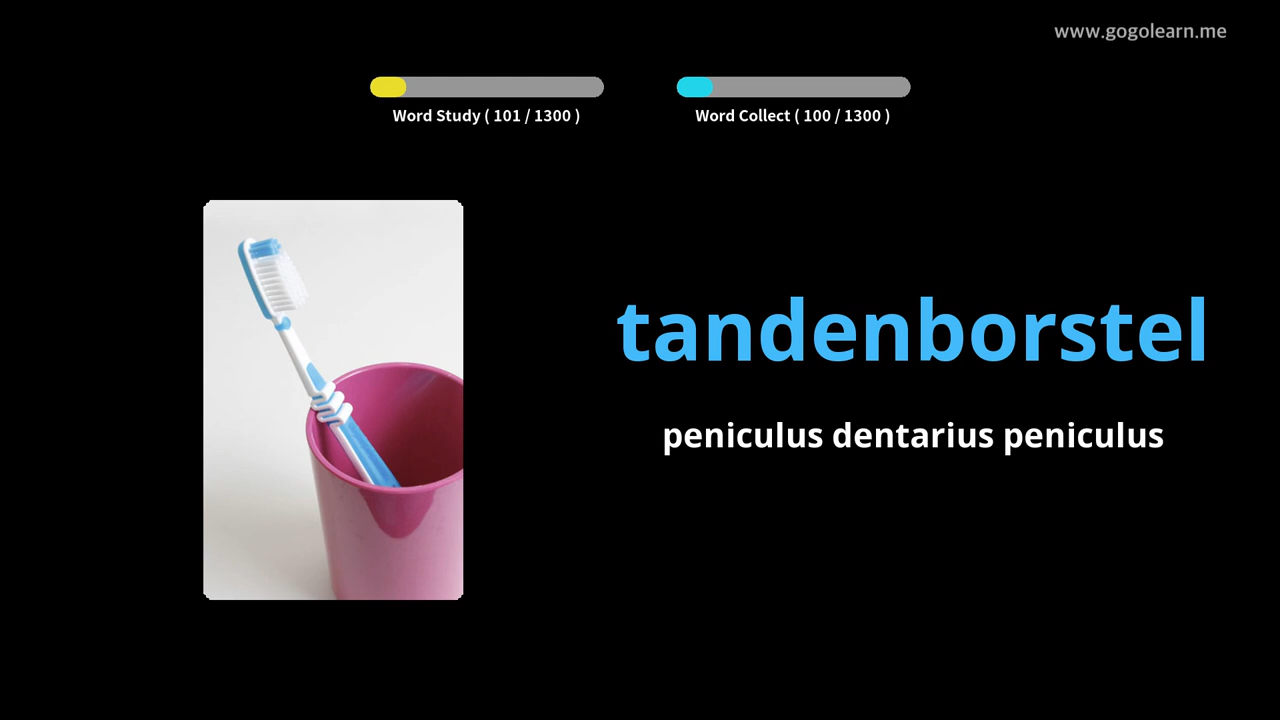 www.gogolearn.me
Word Study ( 101 / 1300 )
Word Collect ( 100 / 1300 )
tandenborstel
peniculus dentarius peniculus